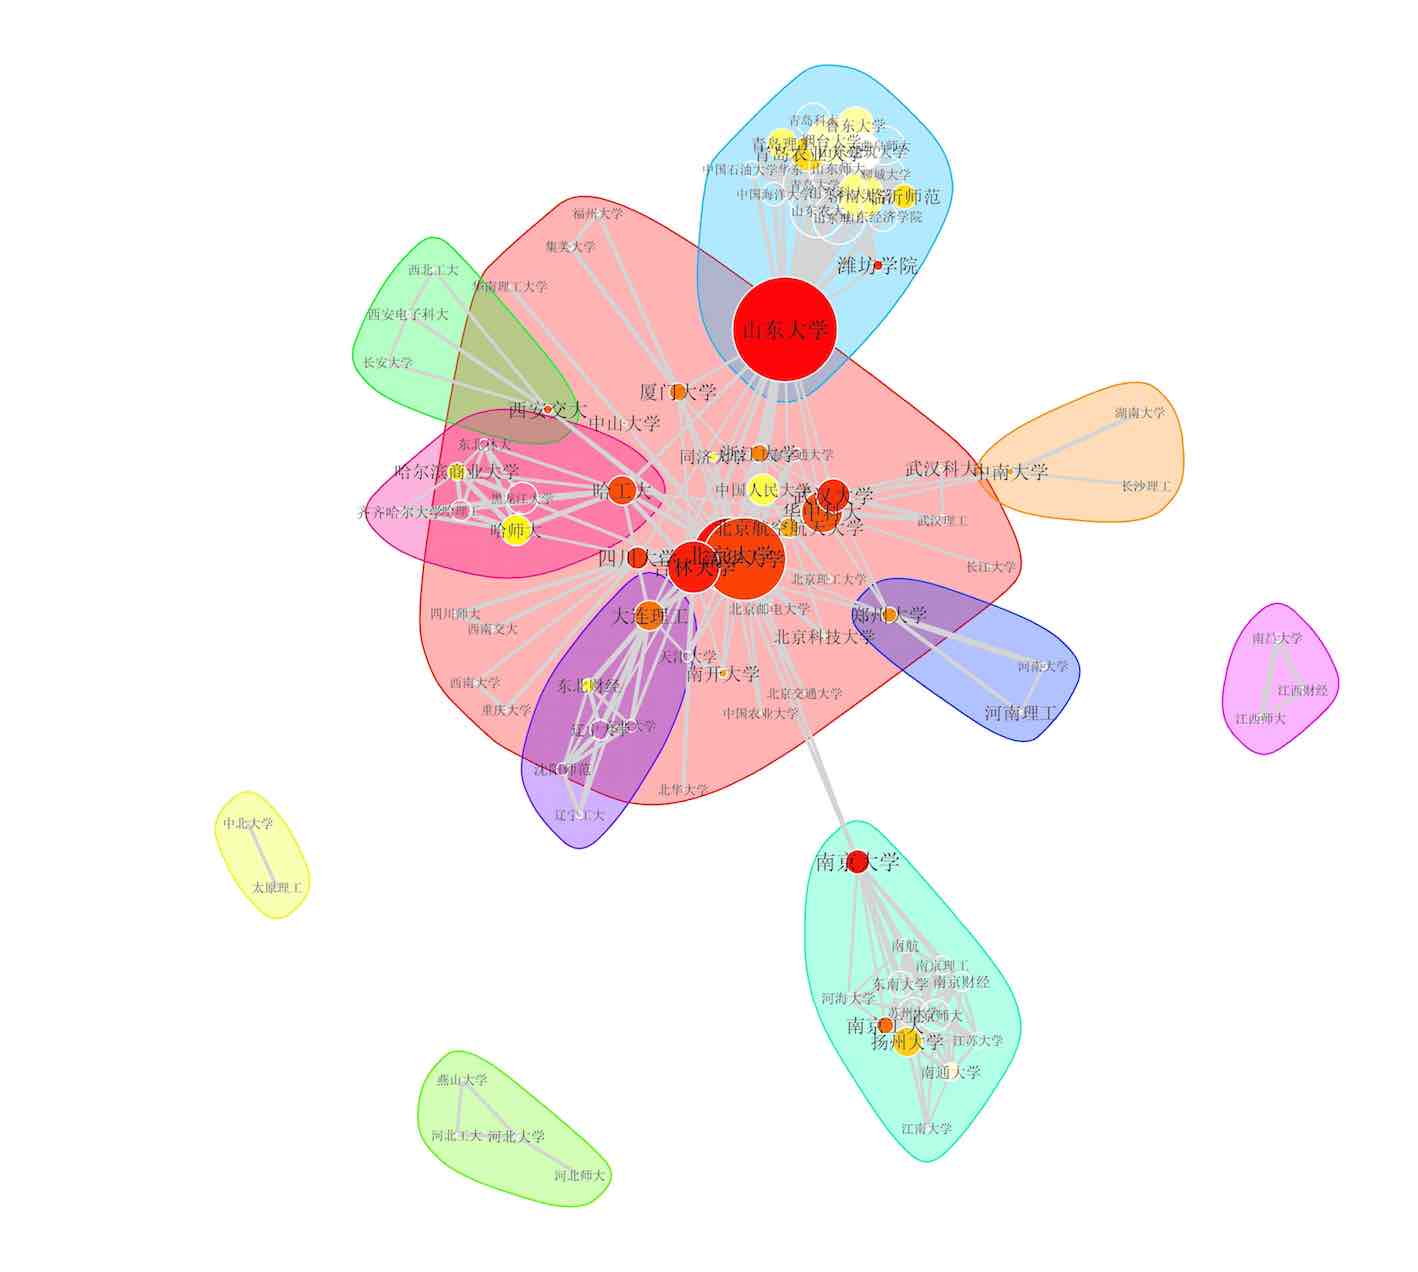 青岛科大
鲁东大学
青岛理工
烟台大学
青岛农业大学
中国石油大学华东
山东师大
聊城大学
青岛大学
中国海洋大学
济南大学
临沂师范
山东农大
山东经济学院
潍坊学院
福州大学
集美大学
西北工大
华南理工大学
西安电子科大
山东大学
长安大学
厦门大学
西安交大
中山大学
湖南大学
东北林大
同济大学
浙江大学
哈尔滨商业大学
武汉科大
中南大学
哈工大
中国人民大学
长沙理工
黑龙江大学
武汉大学
齐齐哈尔大学
哈理工
华中科大
武汉理工
哈师大
北京航空航天大学
四川大学
北京大学
吉林大学
长江大学
北京理工大学
四川师大
大连理工
北京邮电大学
郑州大学
西南交大
北京科技大学
南昌大学
天津大学
河南大学
南开大学
西南大学
东北财经
北京交通大学
江西财经
重庆大学
中国农业大学
河南理工
江西师大
辽宁大学
沈阳师范
北华大学
辽宁工大
中北大学
南京大学
太原理工
南航
南京理工
东南大学
南京财经
河海大学
苏州大学
南京师大
南京工大
扬州大学
江苏大学
南通大学
燕山大学
江南大学
河北工大
河北大学
河北师大